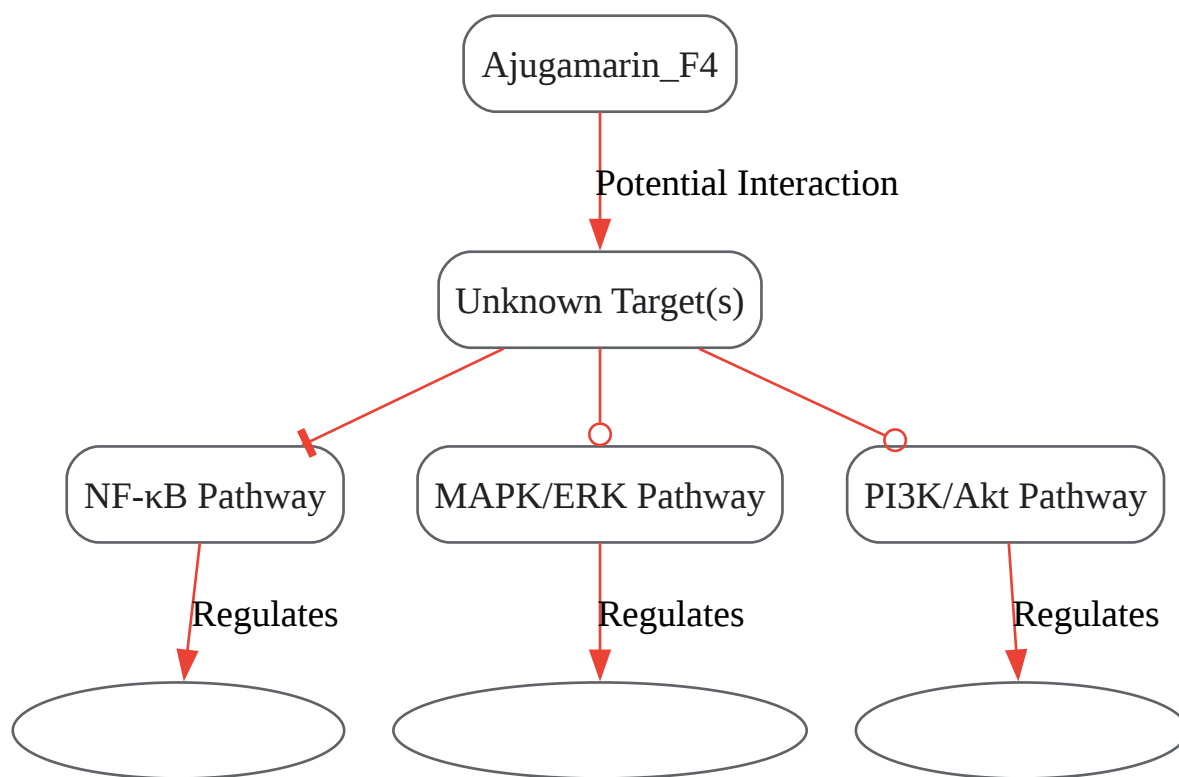 Ajugamarin_F4
Potential Interaction
Unknown Target(s)
NF-κB Pathway
MAPK/ERK Pathway
PI3K/Akt Pathway
Regulates
Regulates
Regulates